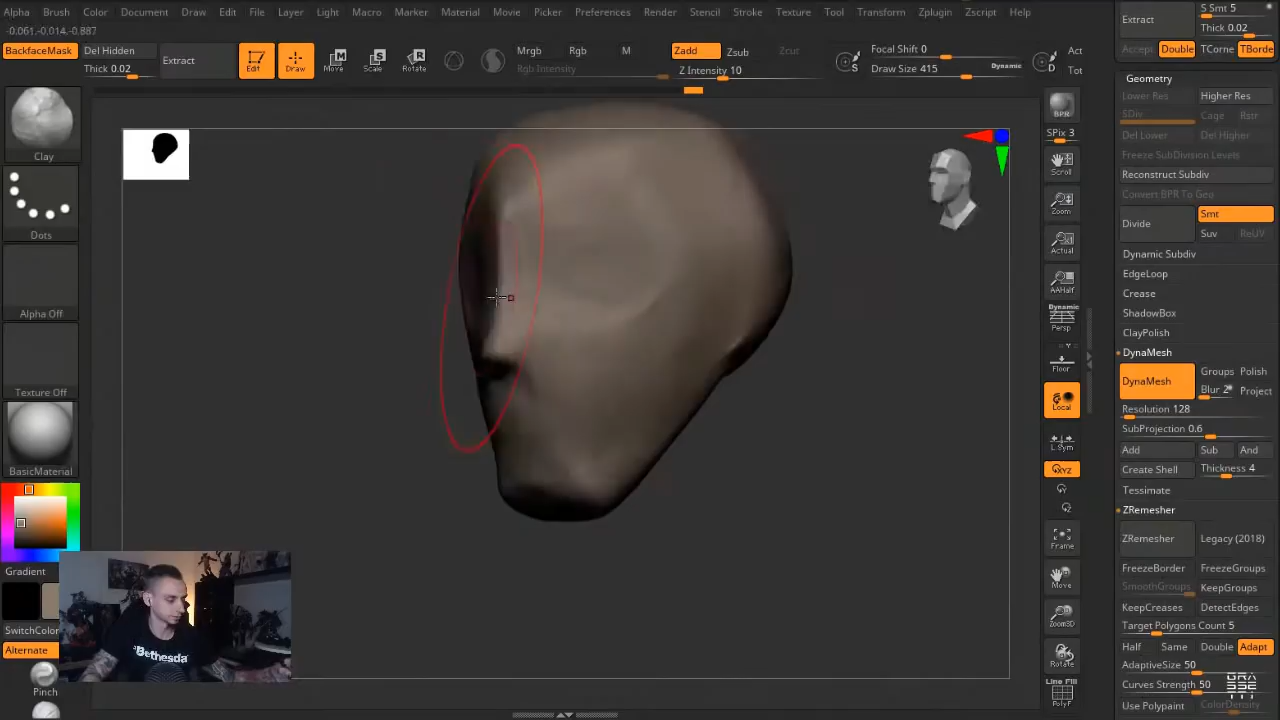 Alpha Brush Color Document Draw Edit File Layer Light Macro Marker Material Movie Picker Preferences Render Stencil Stroke Texture Tool Transform Zplugin Zscript Help
-0.061,-0.014,-0.887
BackfaceMask
Del Hidden
Thick 0.02
Extract
Edit
Draw
Move
Scale
Rotate
Mrgb Rgb M
Rgb Intensity
Zadd Zsub Zcut
Z Intensity 10
S
Focal Shift 0
Draw Size 415
Dynamic
D
Act
Tot
Clay
Dots
Alpha Off
Texture Off
BasicMaterial
Gradient
SwitchColor
Alternate
Pinch
Bethesda
BPR
SPix 3
Scroll
Zoom
Actual
AAHalf
Dynamic
Persp
Floor
Local
L.Sym
XYZ
Y
Z
Frame
Move
Zoom3D
Rotate
Line Fill
PolyF
Extract
S Smt 5
Thick 0.02
Accept Double TCorne TBorde
Geometry
Lower Res Higher Res
SDiv Cage Rstr
Del Lower Del Higher
Freeze SubDivision Levels
Reconstruct Subdiv
Convert BPR To Geo
Divide
Smt
Suv ReUV
Dynamic Subdiv
EdgeLoop
Crease
ShadowBox
ClayPolish
DynaMesh
DynaMesh
Groups Polish
Blur 2 Project
Resolution 128
SubProjection 0.6
Add Sub And
Create Shell Thickness 4
Tessimate
ZRemesher
ZRemesher Legacy (2018)
FreezeBorder FreezeGroups
SmoothGroups KeepGroups
KeepCreases DetectEdges
Target Polygons Count 5
Half Same Double Adapt
AdaptiveSize 50
Curves Strength 50
Use Polypaint ColorDensity